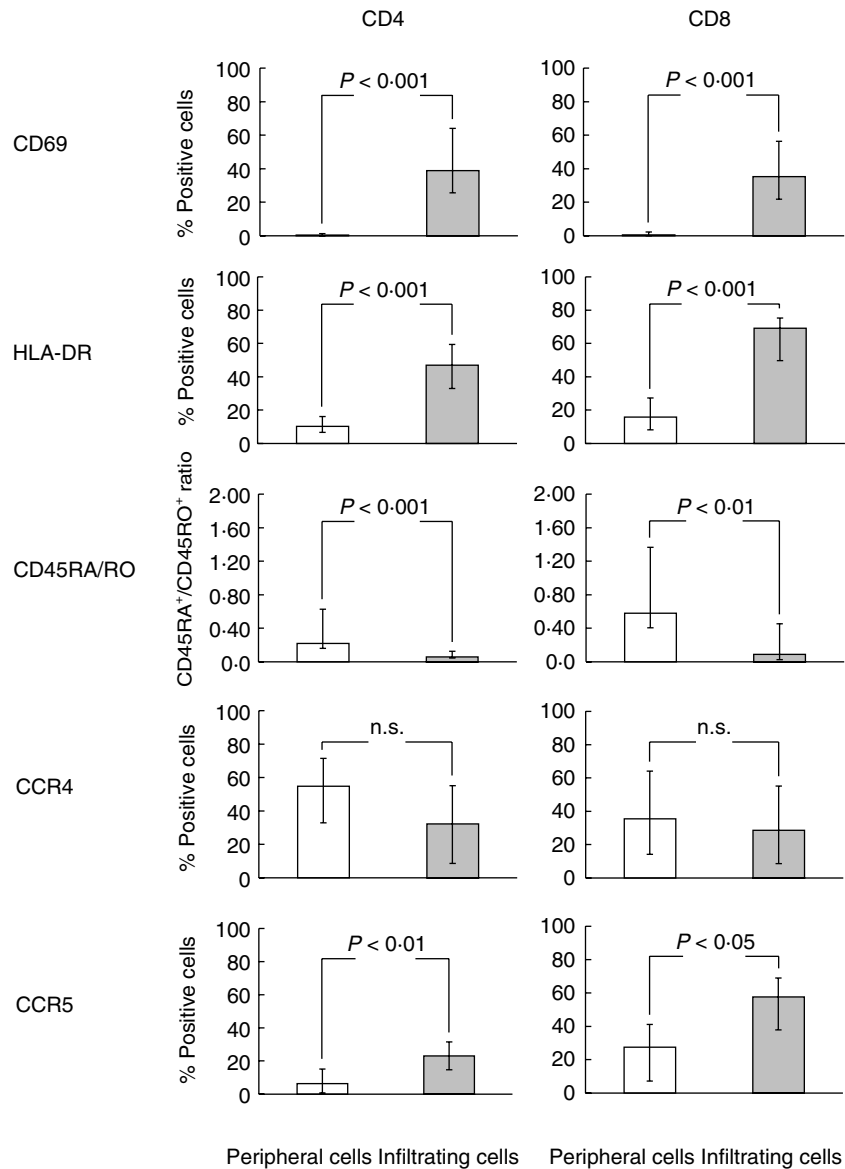 CD4 CD8
CD69
% Positive cells
100
80
60
40
20
0
P < 0·001
100
80
60
40
20
0
P < 0·001
HLA-DR
% Positive cells
100
80
60
40
20
0
P < 0·001
100
80
60
40
20
0
P < 0·001
CD45RA/RO
CD45RA⁺/CD45RO⁺ ratio
2·00
1·60
1·20
0·80
0·40
0·0
P < 0·001
2·00
1·60
1·20
0·80
0·40
0·0
P < 0·01
CCR4
% Positive cells
100
80
60
40
20
0
n.s.
100
80
60
40
20
0
n.s.
CCR5
% Positive cells
100
80
60
40
20
0
P < 0·01
100
80
60
40
20
0
P < 0·05
Peripheral cells Infiltrating cells Peripheral cells Infiltrating cells